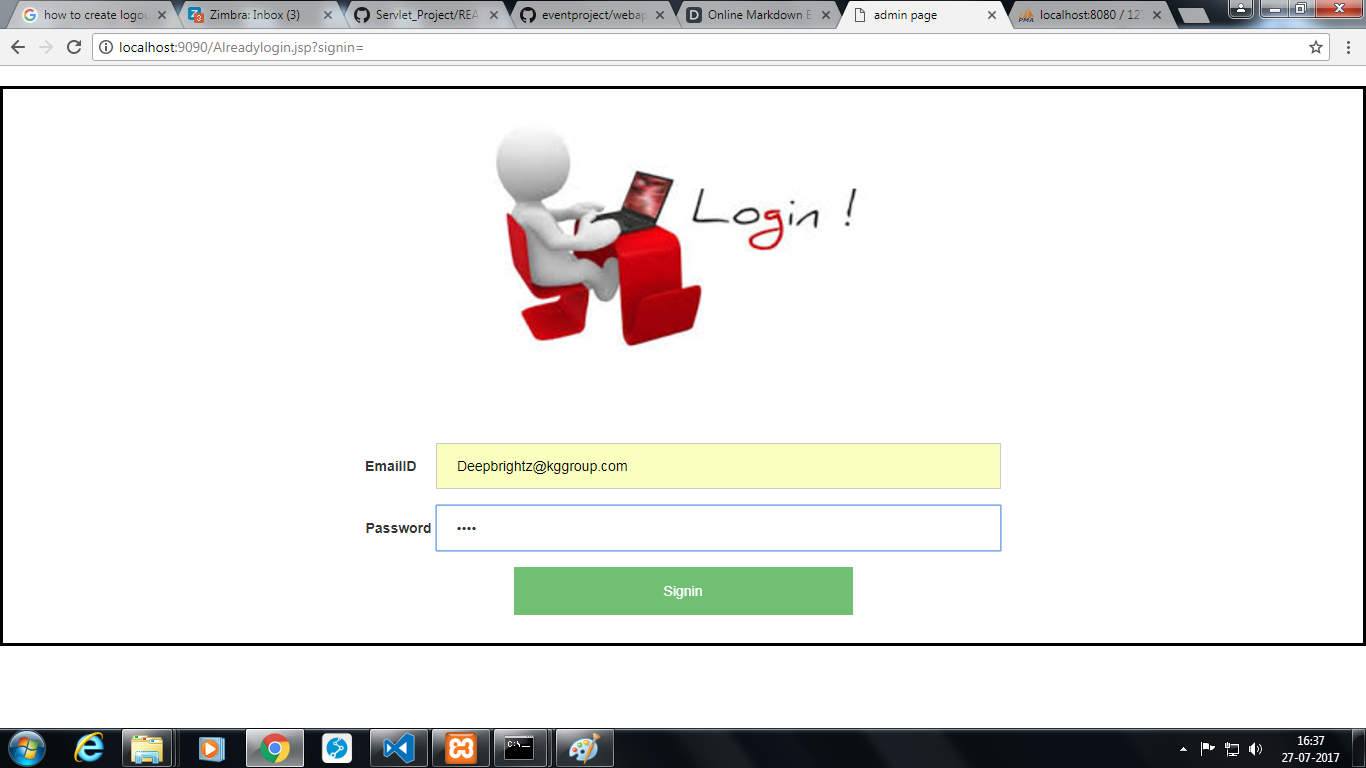 how to create logou
Zimbra: Inbox (3)
Servlet_Project/REA
eventproject/webap
Online Markdown E
admin page
localhost:8080 / 127
localhost:9090/Alreadylogin.jsp?signin=
Login !
EmailID
Deepbrightz@kggroup.com
Password
••••
Signin
16:37
27-07-2017